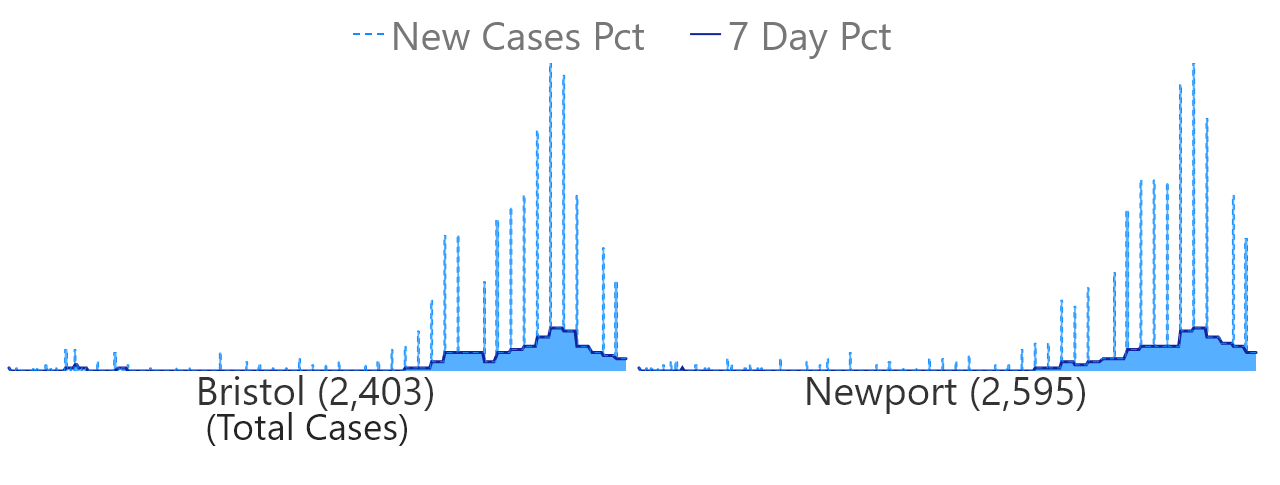 New Cases Pct 7 Day Pct
Bristol (2,403) Newport (2,595)
(Total Cases)